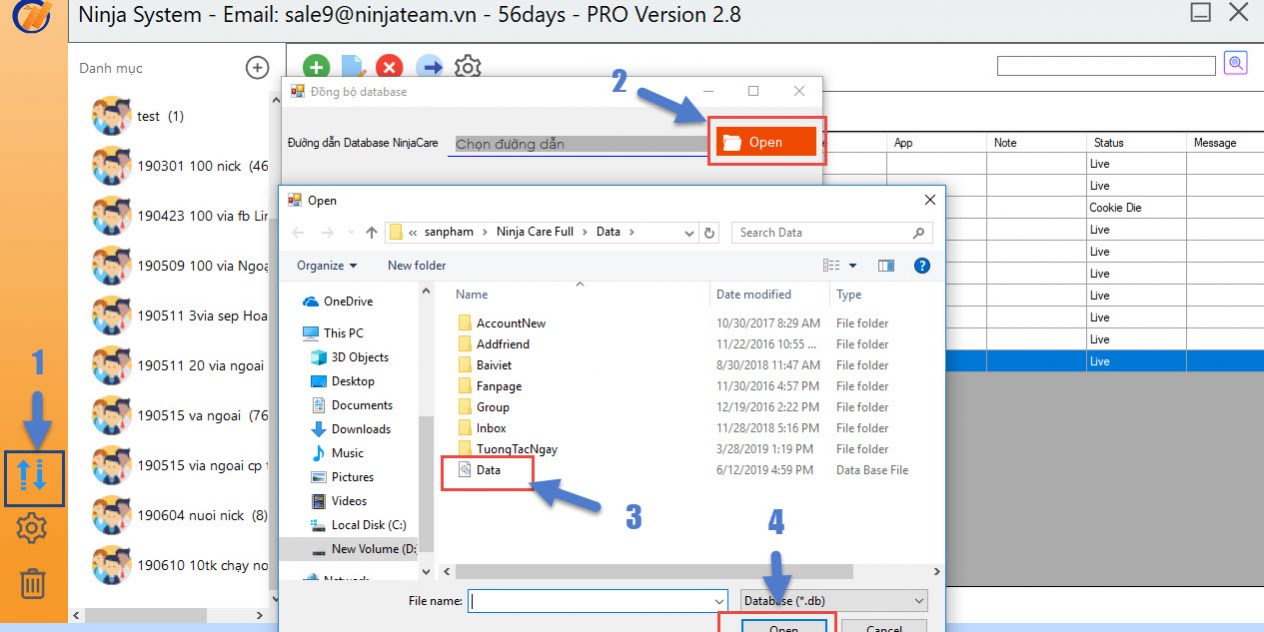 Ninja System - Email: sale9@ninjateam.vn - 56days - PRO Version 2.8
Danh mục
test (1)
190301 100 nick (46
190423 100 via fb Lir
190509 100 via Ngoạ
190511 3via sep Hoa
190511 20 via ngoai
190515 va ngoai (76
190515 via ngoai cp
190604 nuoi nick (8)
190610 10tk chạy no
1
Đồng bộ database
2
Đường dẫn Database NinjaCare
Chọn đường dẫn
Open
App
Note
Status
Message
Live
Live
Cookie Die
Live
Live
Live
Live
Live
Live
Live
Open
« sanpham > Ninja Care Full > Data >
Search Data
Organize
New folder
OneDrive
This PC
3D Objects
Desktop
Documents
Downloads
Music
Pictures
Videos
Local Disk (C:)
New Volume (D:
Network
Name
Date modified
Type
AccountNew 10/30/2017 8:29 AM File folder
Addfriend 11/22/2016 10:55 ... File folder
Baiviet 8/30/2018 11:47 AM File folder
Fanpage 11/30/2016 4:57 PM File folder
Group 12/19/2016 2:22 PM File folder
Inbox 11/28/2018 5:16 PM File folder
TuongTacNgay 3/28/2019 1:19 PM File folder
Data 6/12/2019 4:59 PM Data Base File
3
4
File name:
Database (*.db)
Open
Cancel